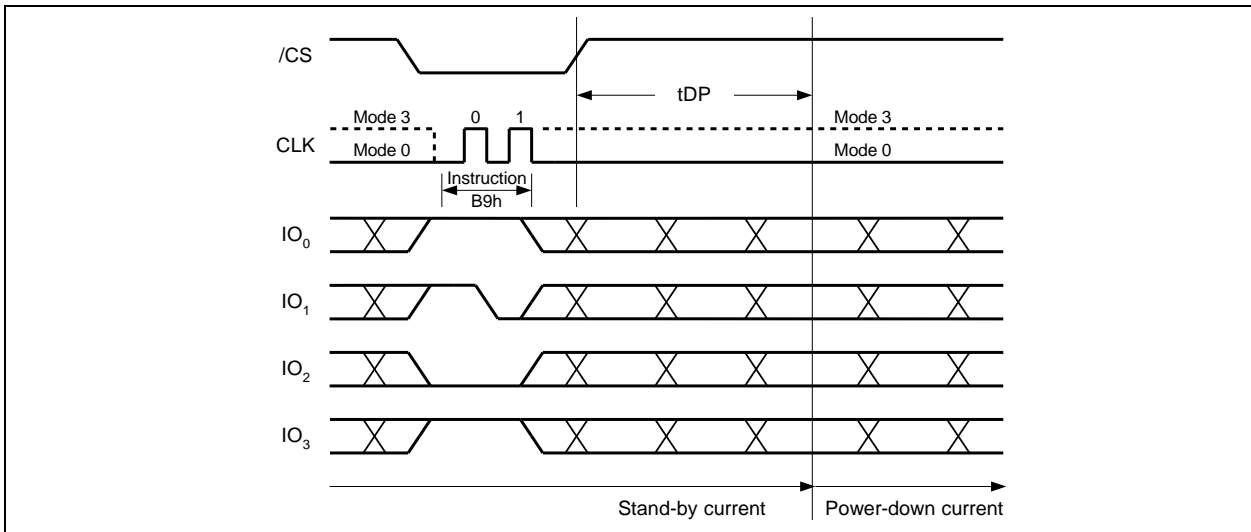 /CS
tDP
Mode 3 0 1 Mode 3
CLK
Mode 0 Mode 0
Instruction
B9h
IO0
IO1
IO2
IO3
Stand-by current Power-down current